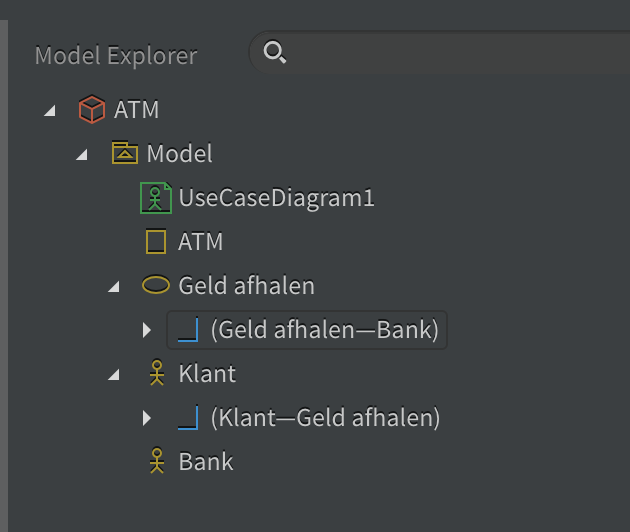 Model Explorer
ATM
Model
UseCaseDiagram1
ATM
Geld afhalen
(Geld afhalen—Bank)
Klant
(Klant—Geld afhalen)
Bank